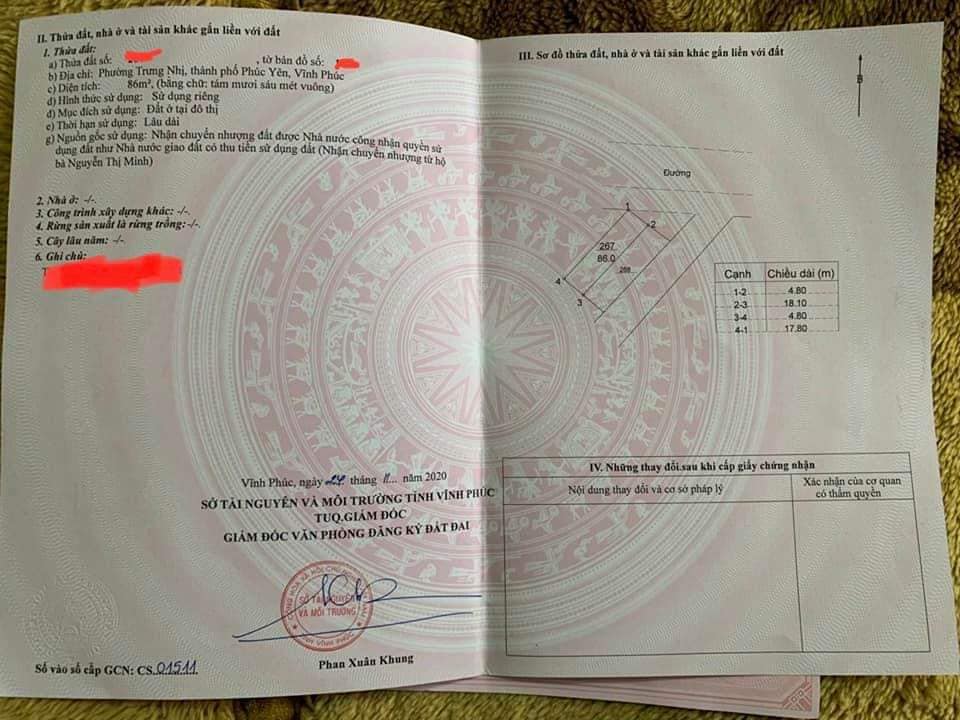 II. Thửa đất, nhà ở và tài sản khác gắn liền với đất
1. Thửa đất:
a) Thửa đất số: , tờ bản đồ số:
b) Địa chỉ: Phường Trưng Nhị, thành phố Phúc Yên, Vĩnh Phúc
c) Diện tích: 86m², (bằng chữ: tám mươi sáu mét vuông)
d) Hình thức sử dụng: Sử dụng riêng
đ) Mục đích sử dụng: Đất ở tại đô thị
e) Thời hạn sử dụng: Lâu dài
g) Nguồn gốc sử dụng: Nhận chuyển nhượng đất được Nhà nước công nhận quyền sử
dụng đất như Nhà nước giao đất có thu tiền sử dụng đất (Nhận chuyển nhượng từ hộ
bà Nguyễn Thị Minh)
2. Nhà ở: -/-.
3. Công trình xây dựng khác: -/-.
4. Rừng sản xuất là rừng trồng: -/-.
5. Cây lâu năm: -/-
6. Ghi chú:
Vĩnh Phúc, ngày 24 tháng 11 năm 2020
SỞ TÀI NGUYÊN VÀ MÔI TRƯỜNG TỈNH VĨNH PHÚC
TUQ.GIÁM ĐỐC
GIÁM ĐỐC VĂN PHÒNG ĐĂNG KÝ ĐẤT ĐAI
SỞ TÀI NGUYÊN
VÀ MÔI TRƯỜNG
Phan Xuân Khung
Số vào sổ cấp GCN: CS 01511
III. Sơ đồ thửa đất, nhà ở và tài sản khác gắn liền với đất
B
Đường
1
2
267
86.0
268
4
3
Cạnh Chiều dài (m)
1-2 4.80
2-3 18.10
3-4 4.80
4-1 17.80
IV. Những thay đổi sau khi cấp giấy chứng nhận
Nội dung thay đổi và cơ sở pháp lý
Xác nhận của cơ quan
có thẩm quyền